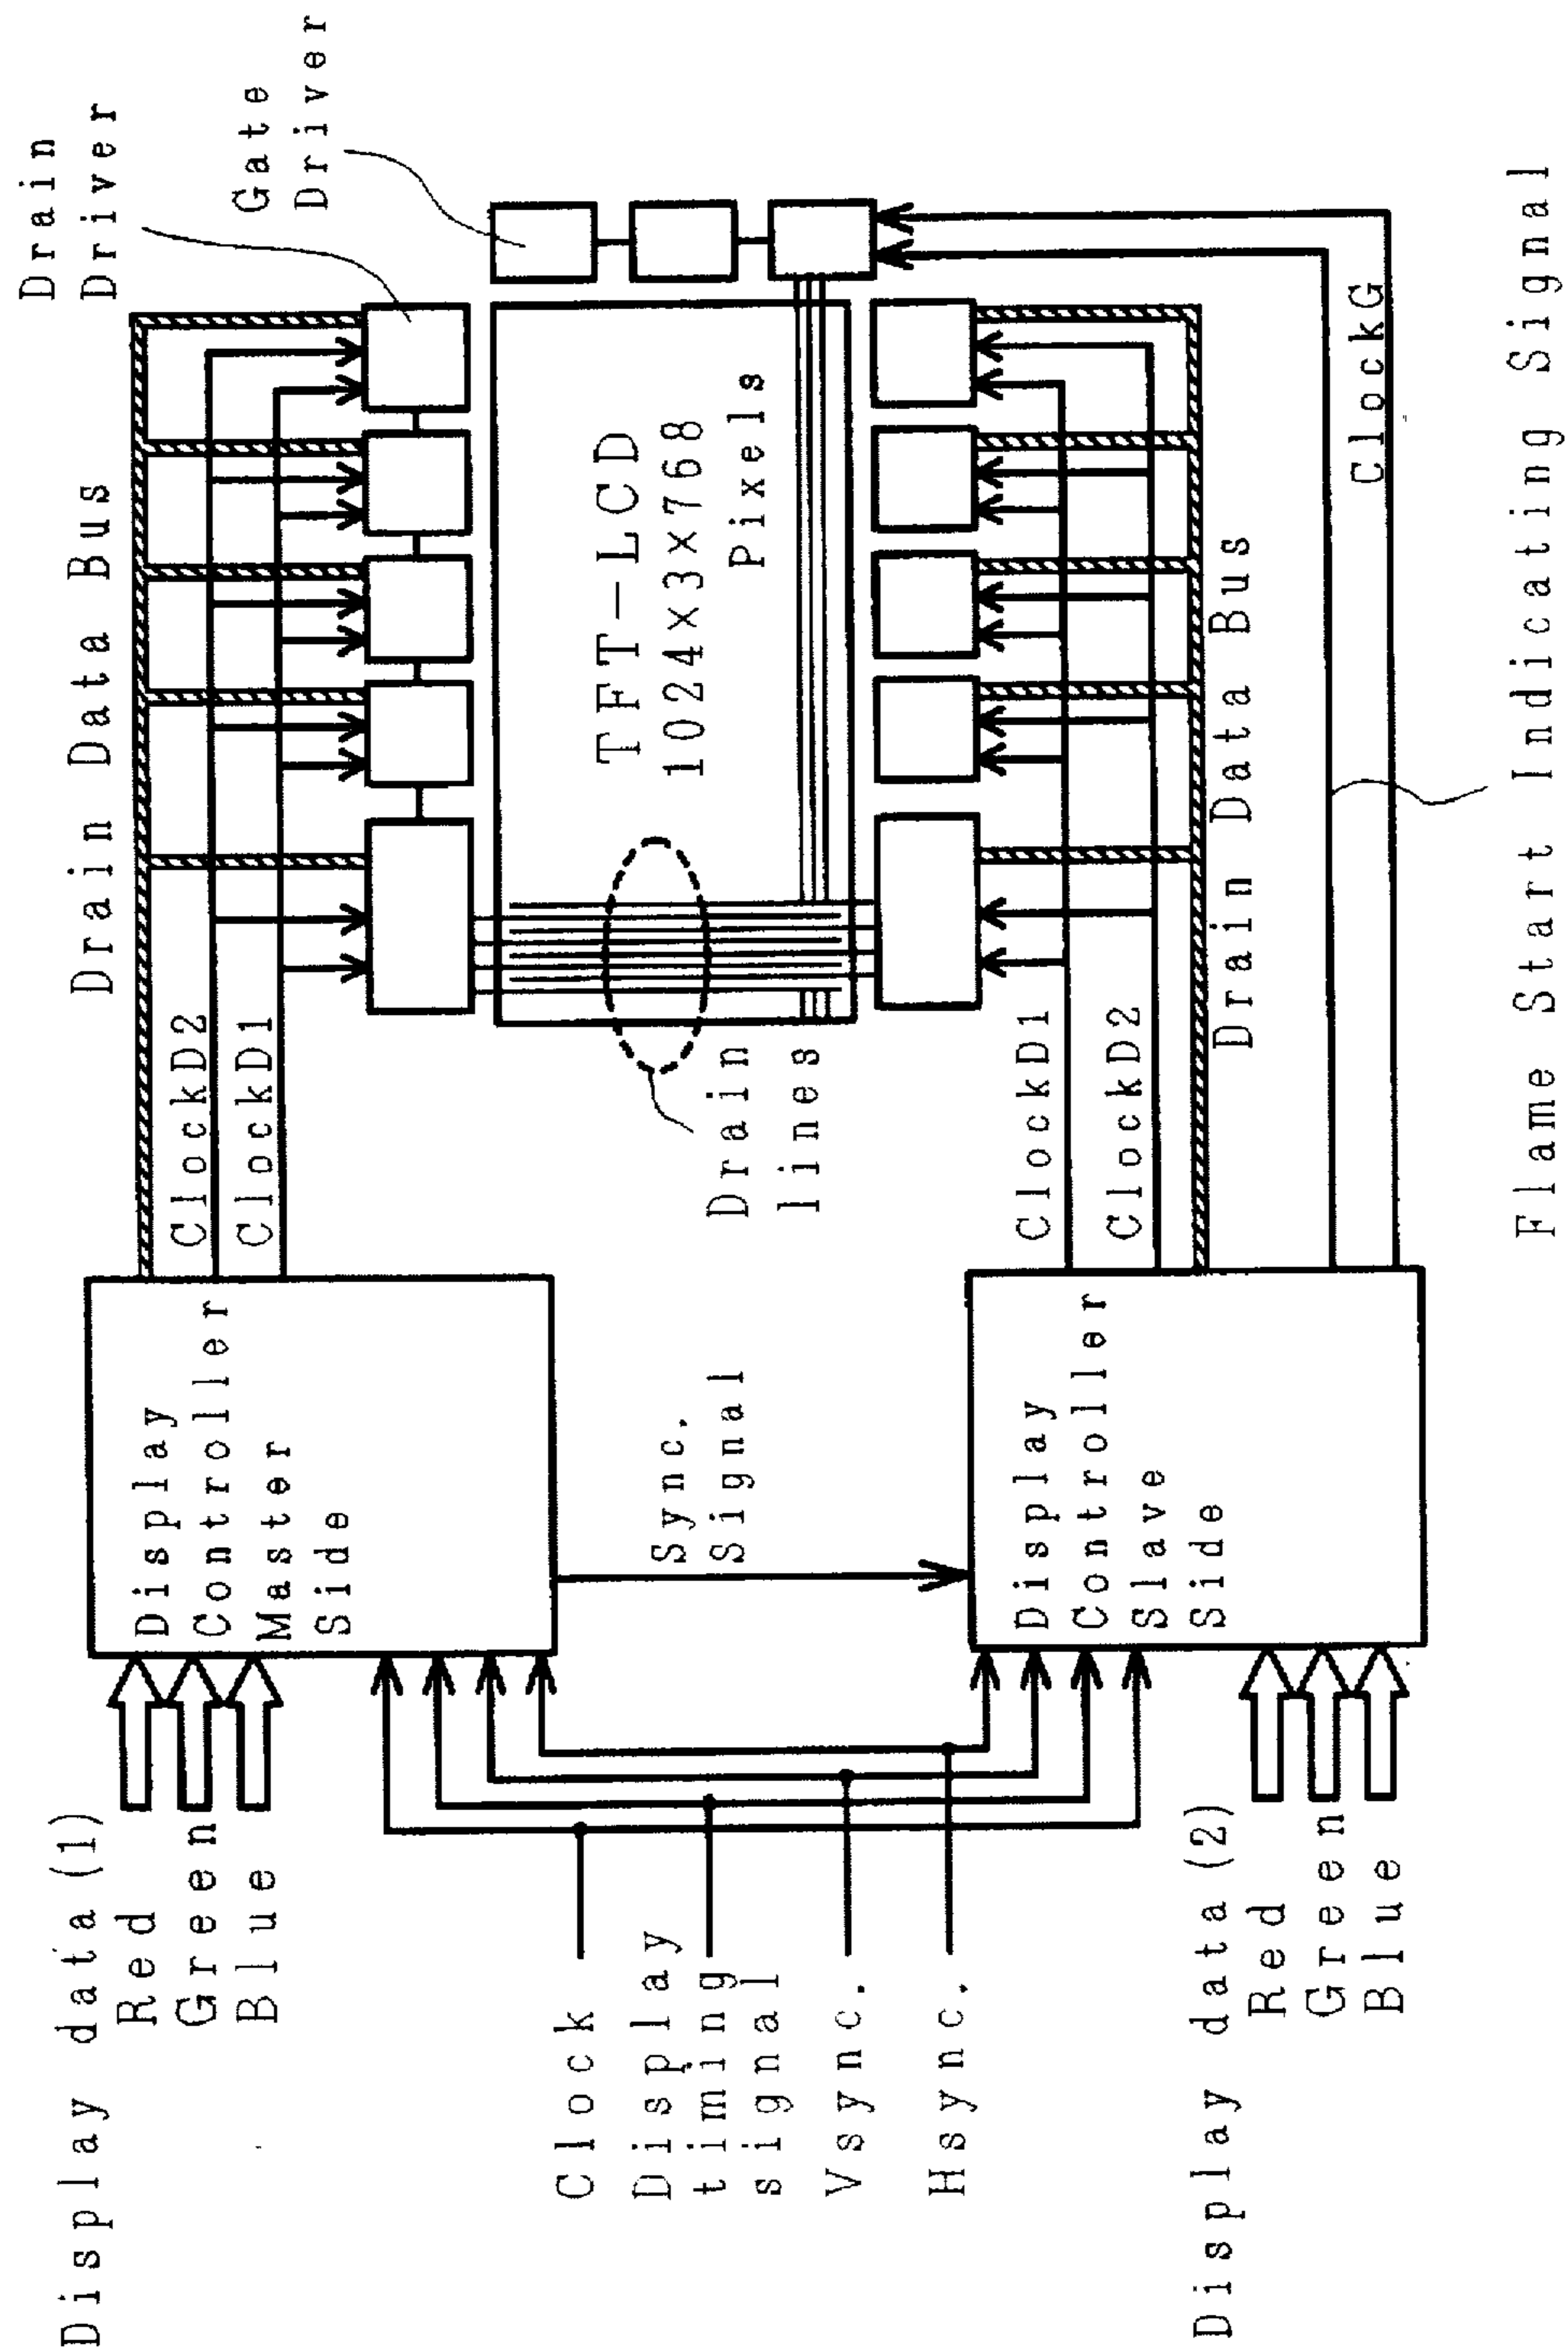 Display data (1)
Red
Green
Blue
Display
Controller
Master
Side
Drain Data Bus
ClockD2
ClockD1
Drain
Driver
Gate
Driver
Clock
Display
timing
signal
Vsync.
Hsync.
Sync.
Signal
TFT-LCD
1024×3×768
Pixels
Drain
lines
Display data (2)
Red
Green
Blue
Display
Controller
Slave
Side
ClockD1
ClockD2
Drain Data Bus
ClockG
Flame Start Indicating Signal